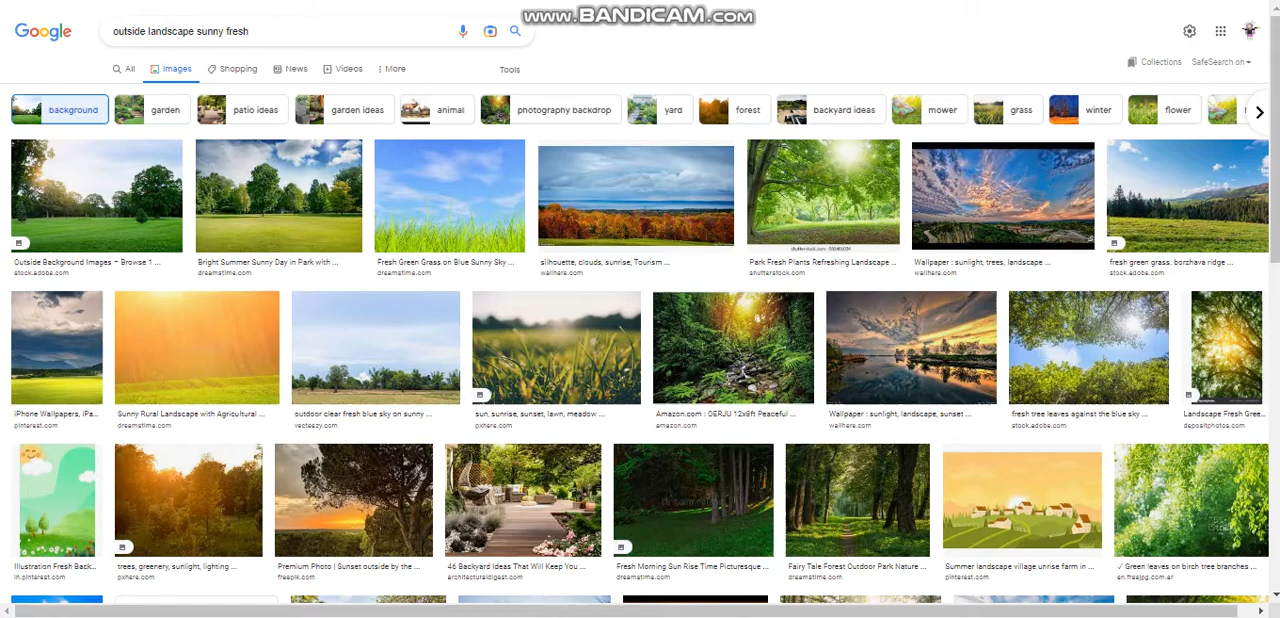 www.BANDICAM.com
Google
outside landscape sunny fresh
All
Images
Shopping
News
Videos
More
Tools
Collections
SafeSearch on
background
garden
patio ideas
garden ideas
animal
photography backdrop
yard
forest
backyard ideas
mower
grass
winter
flower
Outside Background Images – Browse 1 ...
stock.adobe.com
Bright Summer Sunny Day in Park with ...
dreamstime.com
Fresh Green Grass on Blue Sunny Sky ...
dreamstime.com
silhouette, clouds, sunrise, Tourism ...
wallhere.com
Park Fresh Plants Refreshing Landscape ...
shutterstock.com
Wallpaper : sunlight, trees, landscape ...
wallhere.com
fresh green grass. borzhava ridge ...
stock.adobe.com
iPhone Wallpapers, iPa...
pinterest.com
Sunny Rural Landscape with Agricultural ...
dreamstime.com
outdoor clear fresh blue sky on sunny ...
vecteezy.com
sun, sunrise, sunset, lawn, meadow ...
pxhere.com
Amazon.com : OERJU 12x8ft Peaceful ...
amazon.com
Wallpaper : sunlight, landscape, sunset ...
wallhere.com
fresh tree leaves against the blue sky ...
stock.adobe.com
Landscape Fresh Gree...
depositphotos.com
Illustration Fresh Back...
in.pinterest.com
trees, greenery, sunlight, lighting ...
pxhere.com
Premium Photo | Sunset outside by the ...
freepik.com
46 Backyard Ideas That Will Keep You ...
architecturaldigest.com
Fresh Morning Sun Rise Time Picturesque ...
dreamstime.com
Fairy Tale Forest Outdoor Park Nature ...
dreamstime.com
Summer landscape village unrise farm in ...
pinterest.com
✓ Green leaves on birch tree branches ...
en.freejpg.com.ar